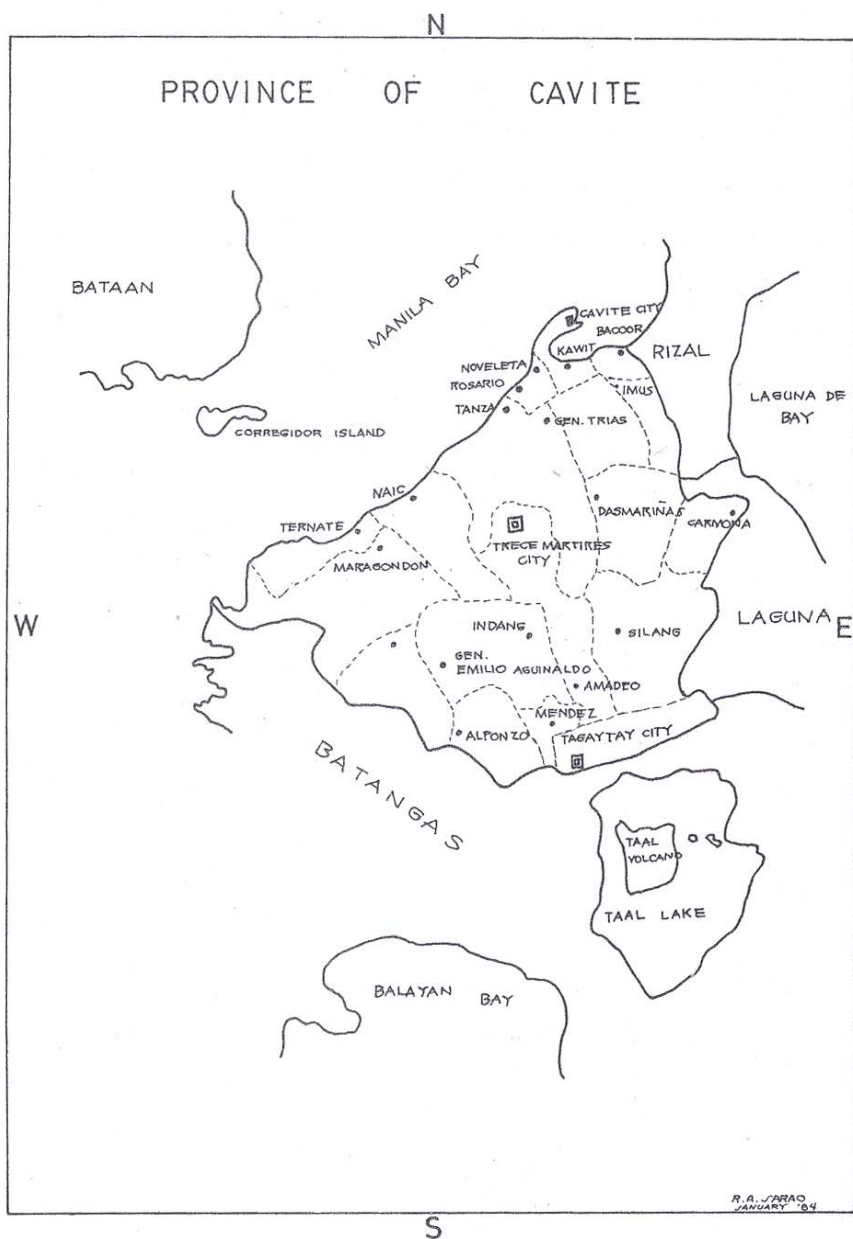 N
PROVINCE OF CAVITE
BATAAN
MANILA BAY
CAVITE CITY
BACOOR
KAWIT
RIZAL
NOVELETA
ROSARIO
IMUS
TANZA
GEN. TRIAS
LAGUNA DE
BAY
CORREGIDOR ISLAND
NAIC
DASMARINAS
CARMONA
TERNATE
TRECE MARTIRES
CITY
MARAGONDON
W
INDANG
SILANG
LAGUNA
E
GEN.
EMILIO AGUINALDO
AMADEO
MENDEZ
ALFONZO
TAGAYTAY CITY
BATANGAS
TAAL
VOLCANO
TAAL LAKE
BALAYAN BAY
R.A. SARAO
JANUARY '84
S